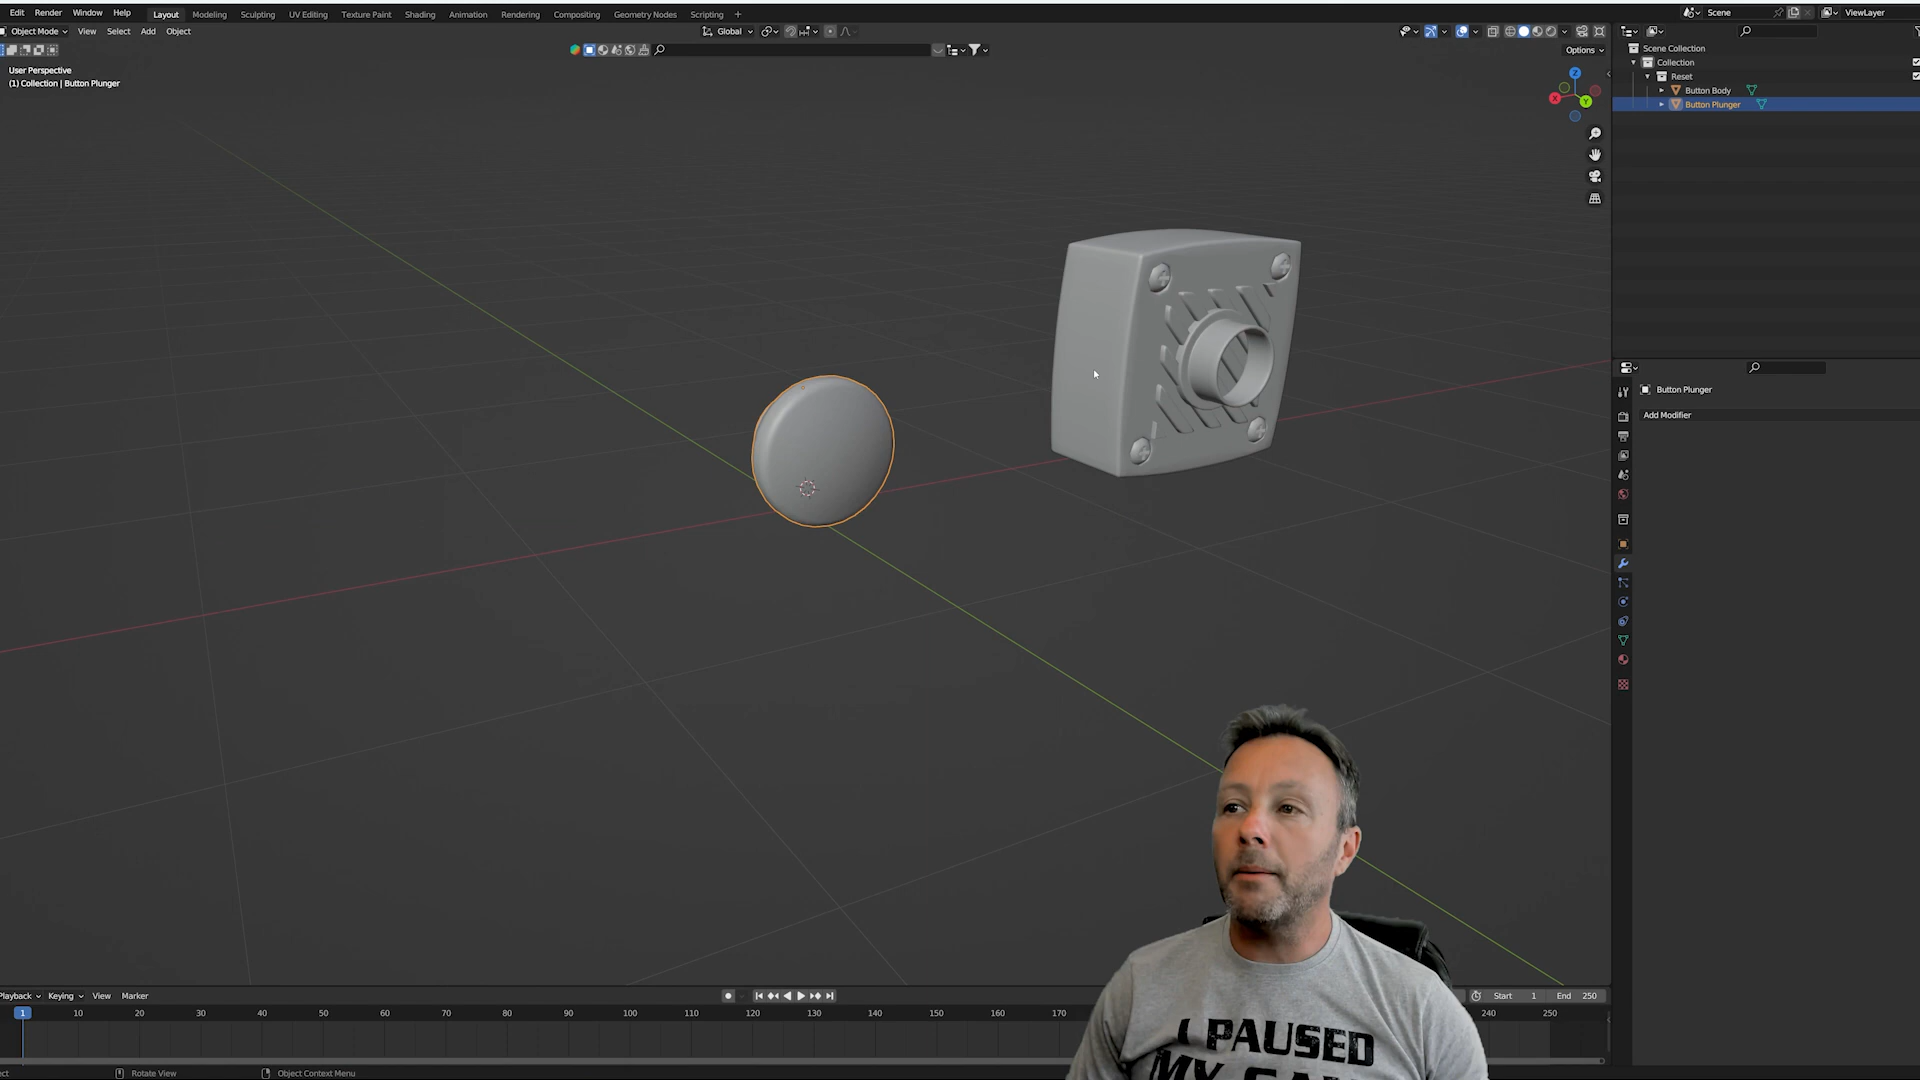 Edit Render Window Help Layout Modeling Sculpting UV Editing Texture Paint Shading Animation Rendering Compositing Geometry Nodes Scripting + Scene ViewLayer
Object Mode View Select Add Object Global
Options
User Perspective
(1) Collection | Button Plunger
Z
X
Y
Scene Collection
Collection
Reset
Button Body
Button Plunger
Button Plunger
Add Modifier
I PAUSED
Playback Keying View Marker Start 1 End 250
1 10 20 30 40 50 60 70 80 90 100 110 120 130 140 150 160 170 240 250
Rotate View Object Context Menu